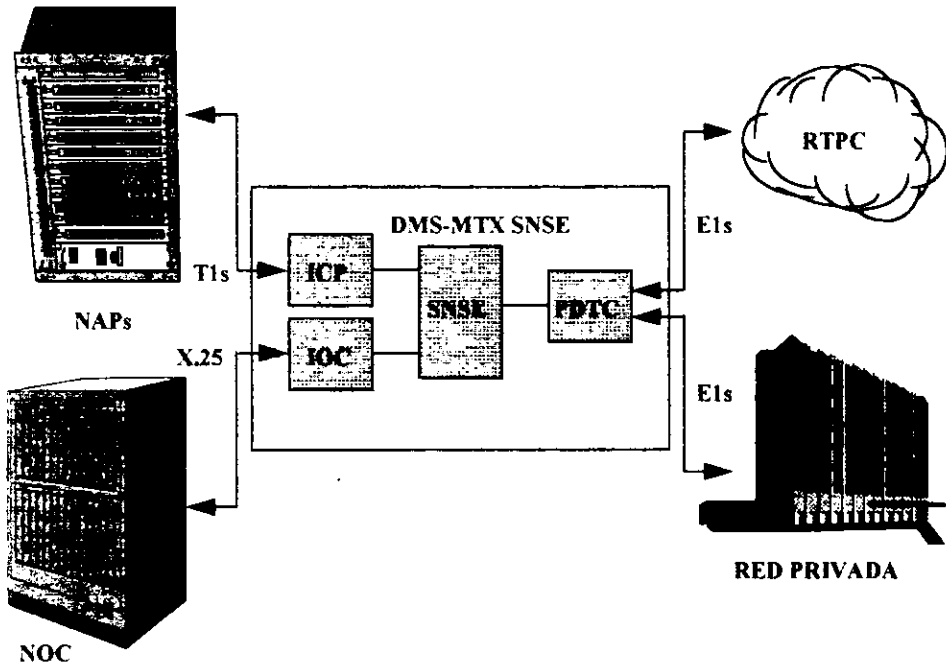 RTPC
DMS-MTX SNSE
E1s
T1s
ICP
SNSE
PDTC
NAPs
X.25
IOC
E1s
RED PRIVADA
NOC